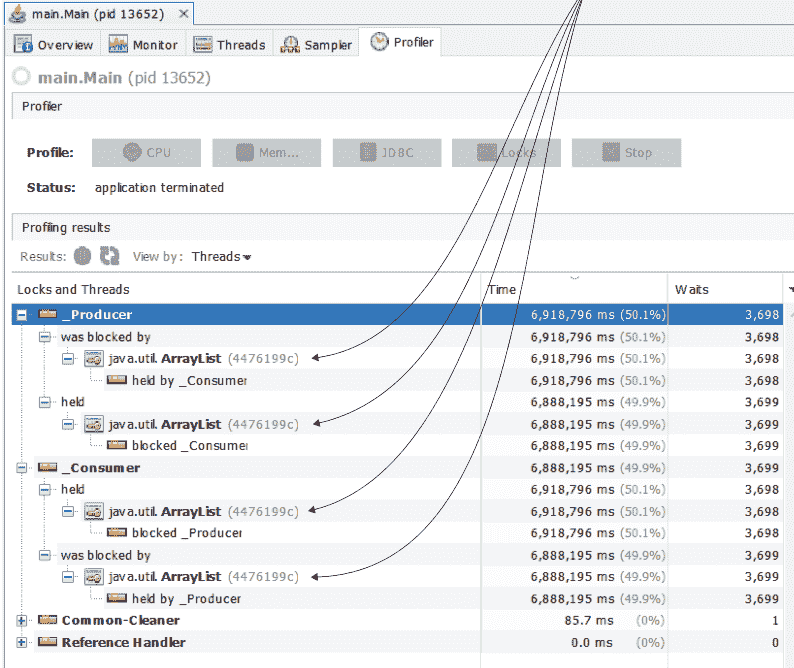 main.Main (pid 13652)
Overview Monitor Threads Sampler Profiler
main.Main (pid 13652)
Profiler
Profile: CPU Mem... JDBC Locks Stop
Status: application terminated
Profiling results
Results: View by: Threads
Locks and Threads Time Waits
_Producer 6,918,796 ms (50.1%) 3,698
was blocked by 6,918,796 ms (50.1%) 3,698
java.util.ArrayList (4476199c) 6,918,796 ms (50.1%) 3,698
held by _Consumer 6,918,796 ms (50.1%) 3,698
held 6,888,195 ms (49.9%) 3,699
java.util.ArrayList (4476199c) 6,888,195 ms (49.9%) 3,699
blocked _Consumer 6,888,195 ms (49.9%) 3,699
_Consumer 6,888,195 ms (49.9%) 3,699
held 6,918,796 ms (50.1%) 3,698
java.util.ArrayList (4476199c) 6,918,796 ms (50.1%) 3,698
blocked _Producer 6,918,796 ms (50.1%) 3,698
was blocked by 6,888,195 ms (49.9%) 3,699
java.util.ArrayList (4476199c) 6,888,195 ms (49.9%) 3,699
held by _Producer 6,888,195 ms (49.9%) 3,699
Common-Cleaner 85.7 ms (0%) 1
Reference Handler 0.0 ms (0%) 0